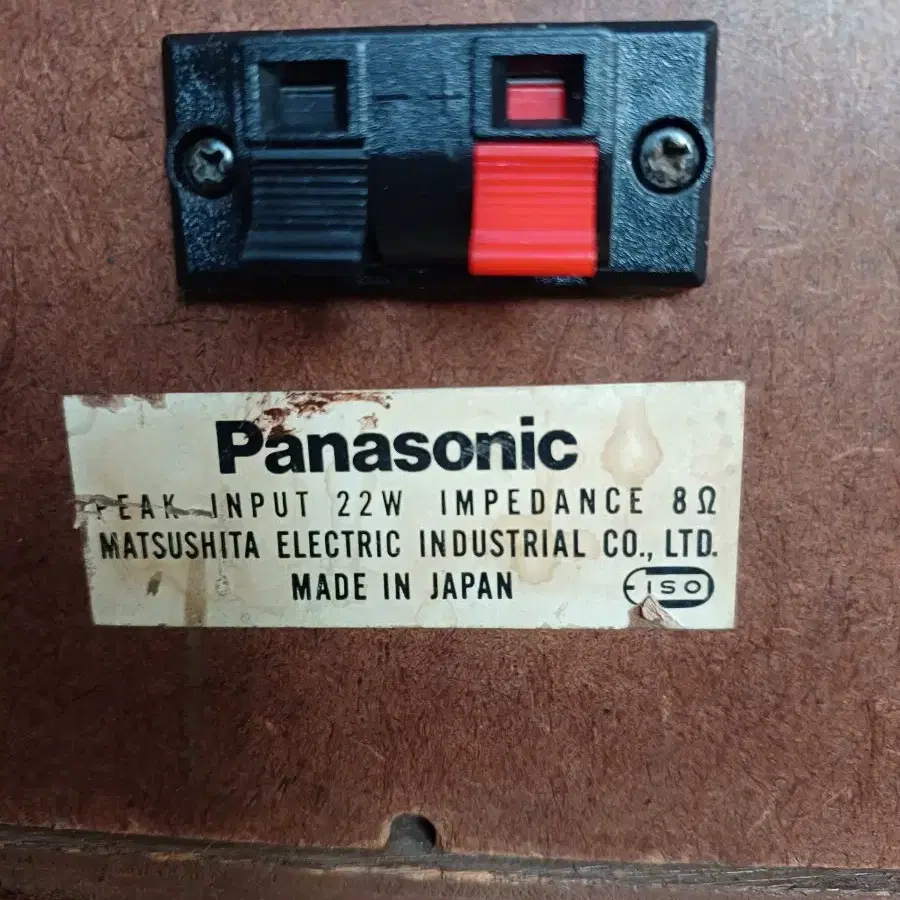 Panasonic
PEAK INPUT 22W IMPEDANCE 8Ω
MATSUSHITA ELECTRIC INDUSTRIAL CO., LTD.
MADE IN JAPAN
ISO